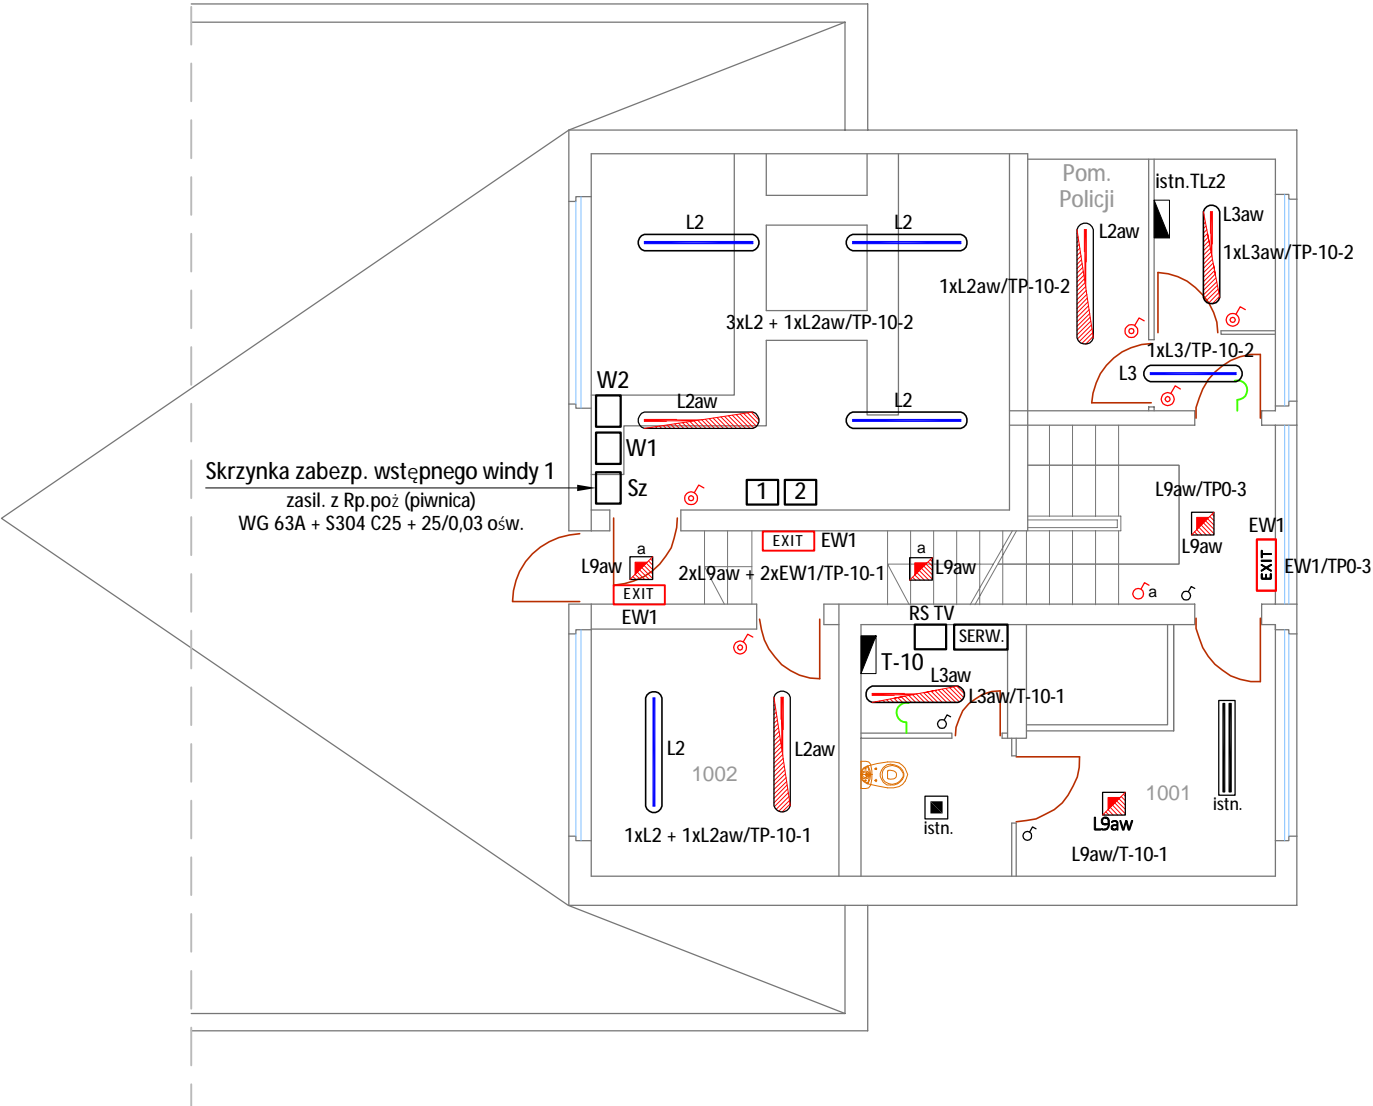 Pom.
Policji
istn.TLz2
L2
L2
L2aw
L3aw
1xL3aw/TP-10-2
1xL2aw/TP-10-2
3xL2 + 1xL2aw/TP-10-2
1xL3/TP-10-2
L3
W2
L2aw
L2
W1
Skrzynka zabezp. wstępnego windy 1
zasil. z Rp.poż (piwnica)
WG 63A + S304 C25 + 25/0,03 ośw.
Sz
1
2
L9aw/TP0-3
L9aw
EW1
EXIT
EW1/TP0-3
EXIT
EW1
a
a
L9aw
L9aw
2xL9aw + 2xEW1/TP-10-1
EXIT
EW1
a
RS TV
SERW.
T-10
L3aw
L3aw/T-10-1
L2
L2aw
1002
1xL2 + 1xL2aw/TP-10-1
istn.
1001
istn.
L9aw
L9aw/T-10-1